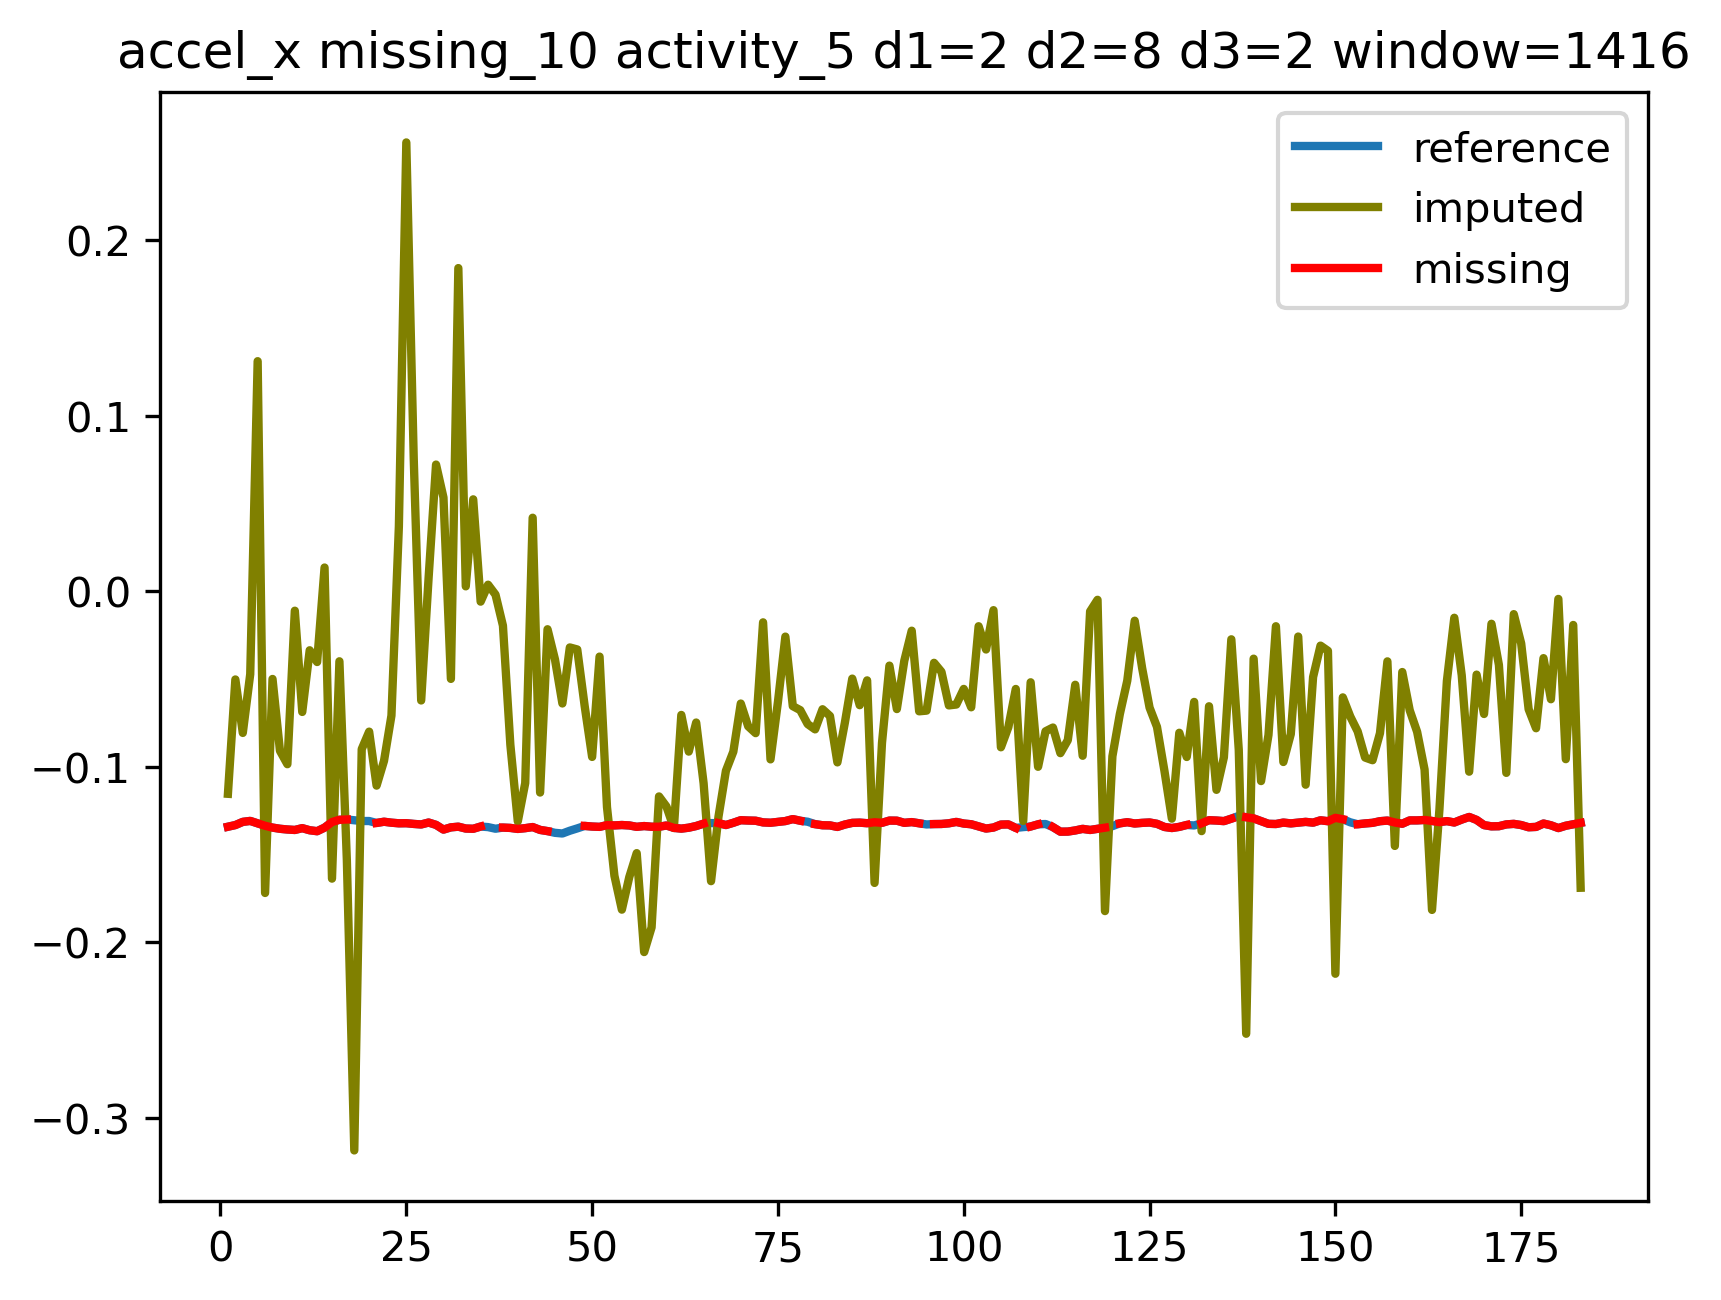 accel_x missing_10 activity_5 d1=2 d2=8 d3=2 window=1416
reference
imputed
missing
0.2
0.1
0.0
−0.1
−0.2
−0.3
0 25 50 75 100 125 150 175